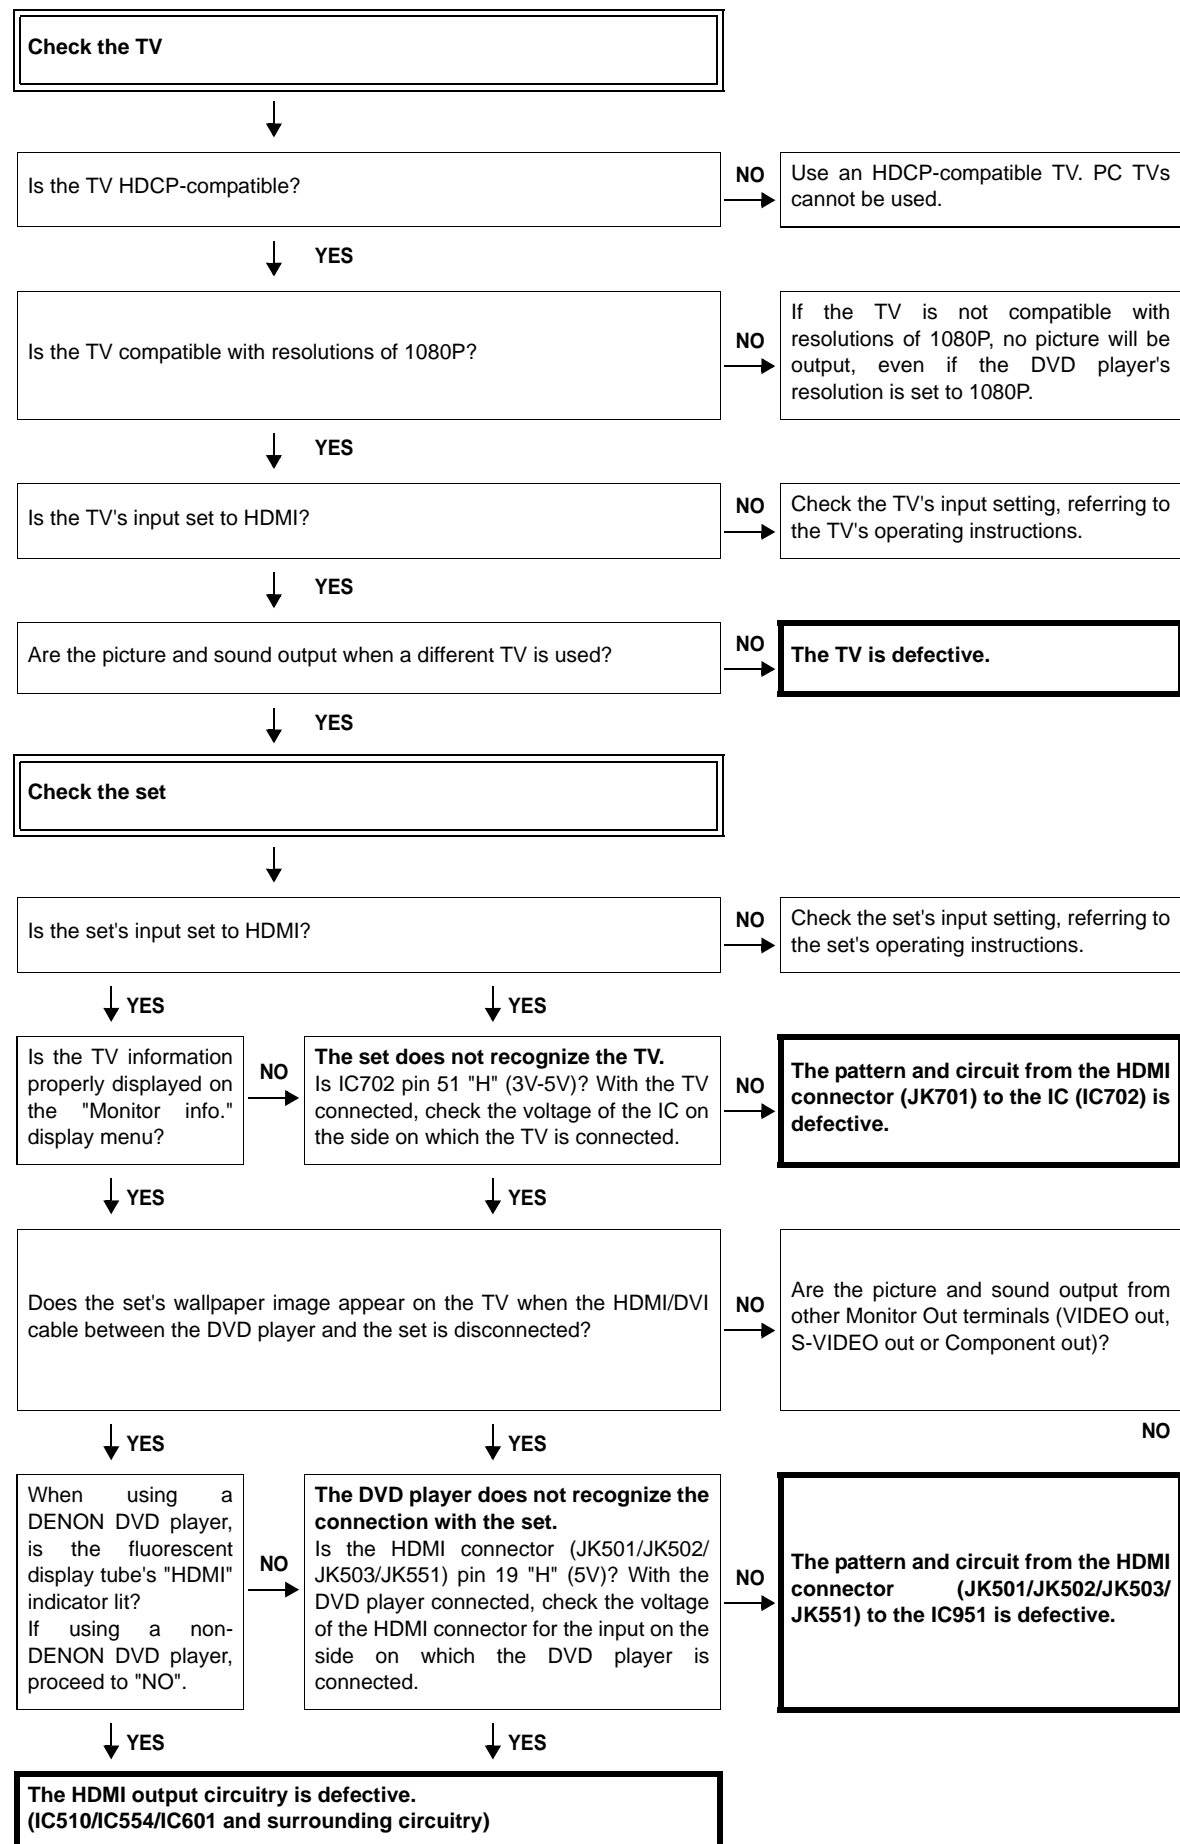 Check the TV
Is the TV HDCP-compatible?
NO
Use an HDCP-compatible TV. PC TVs
cannot be used.
YES
Is the TV compatible with resolutions of 1080P?
NO
If the TV is not compatible with
resolutions of 1080P, no picture will be
output, even if the DVD player's
resolution is set to 1080P.
YES
Is the TV's input set to HDMI?
NO
Check the TV's input setting, referring to
the TV's operating instructions.
YES
Are the picture and sound output when a different TV is used?
NO
The TV is defective.
YES
Check the set
Is the set's input set to HDMI?
NO
Check the set's input setting, referring to
the set's operating instructions.
YES
YES
Is the TV information
properly displayed on
the "Monitor info."
display menu?
NO
The set does not recognize the TV.
Is IC702 pin 51 "H" (3V-5V)? With the TV
connected, check the voltage of the IC on
the side on which the TV is connected.
NO
The pattern and circuit from the HDMI
connector (JK701) to the IC (IC702) is
defective.
YES
YES
Does the set's wallpaper image appear on the TV when the HDMI/DVI
cable between the DVD player and the set is disconnected?
NO
Are the picture and sound output from
other Monitor Out terminals (VIDEO out,
S-VIDEO out or Component out)?
YES
YES
NO
When using a
DENON DVD player,
is the fluorescent
display tube's "HDMI"
indicator lit?
If using a non-
DENON DVD player,
proceed to "NO".
NO
The DVD player does not recognize the
connection with the set.
Is the HDMI connector (JK501/JK502/
JK503/JK551) pin 19 "H" (5V)? With the
DVD player connected, check the voltage
of the HDMI connector for the input on the
side on which the DVD player is
connected.
NO
The pattern and circuit from the HDMI
connector (JK501/JK502/JK503/
JK551) to the IC951 is defective.
YES
YES
The HDMI output circuitry is defective.
(IC510/IC554/IC601 and surrounding circuitry)